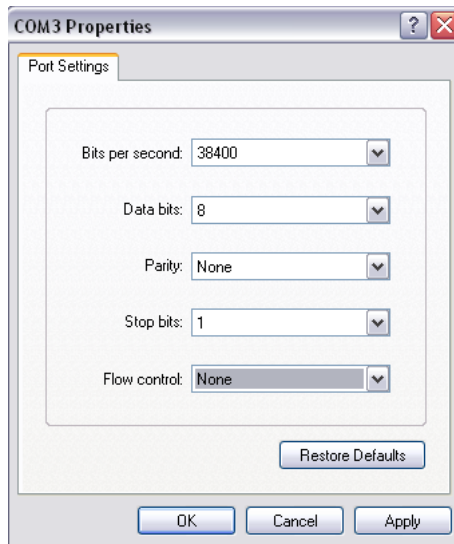 COM3 Properties
Port Settings
Bits per second: 38400
Data bits: 8
Parity: None
Stop bits: 1
Flow control: None
Restore Defaults
OK Cancel Apply